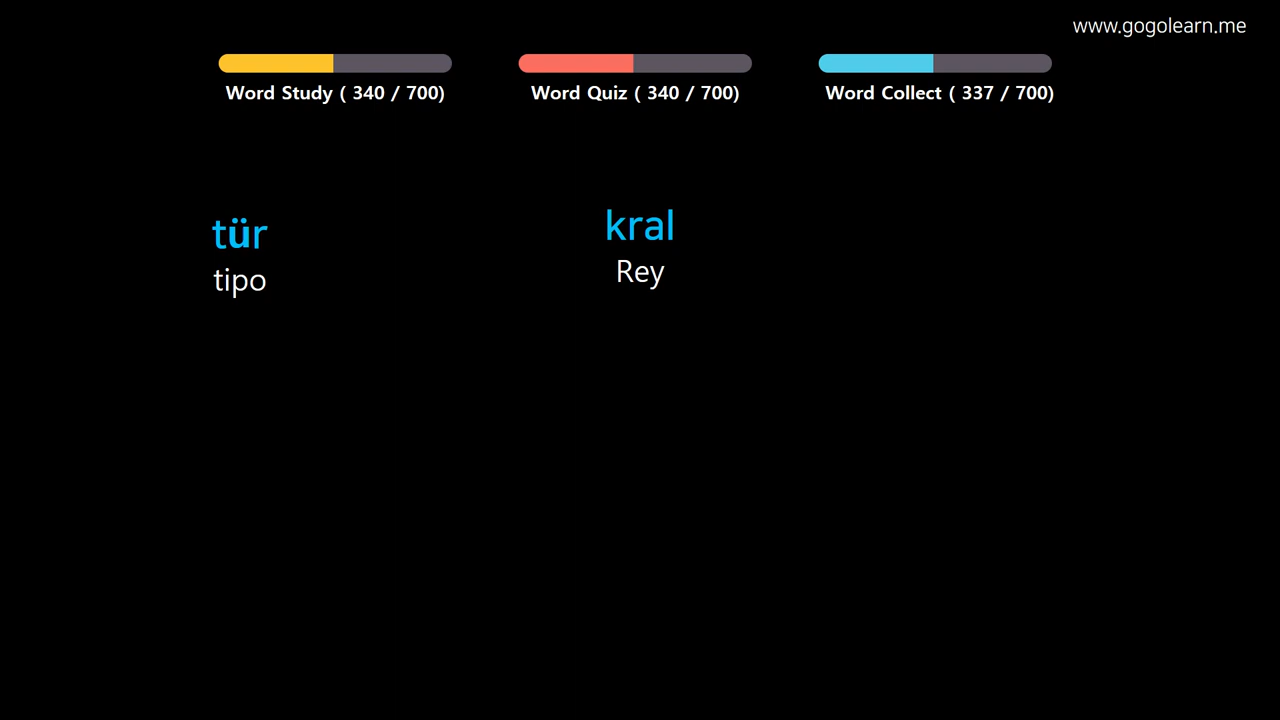 www.gogolearn.me
Word Study ( 340 / 700)
Word Quiz ( 340 / 700)
Word Collect ( 337 / 700)
tür
tipo
kral
Rey